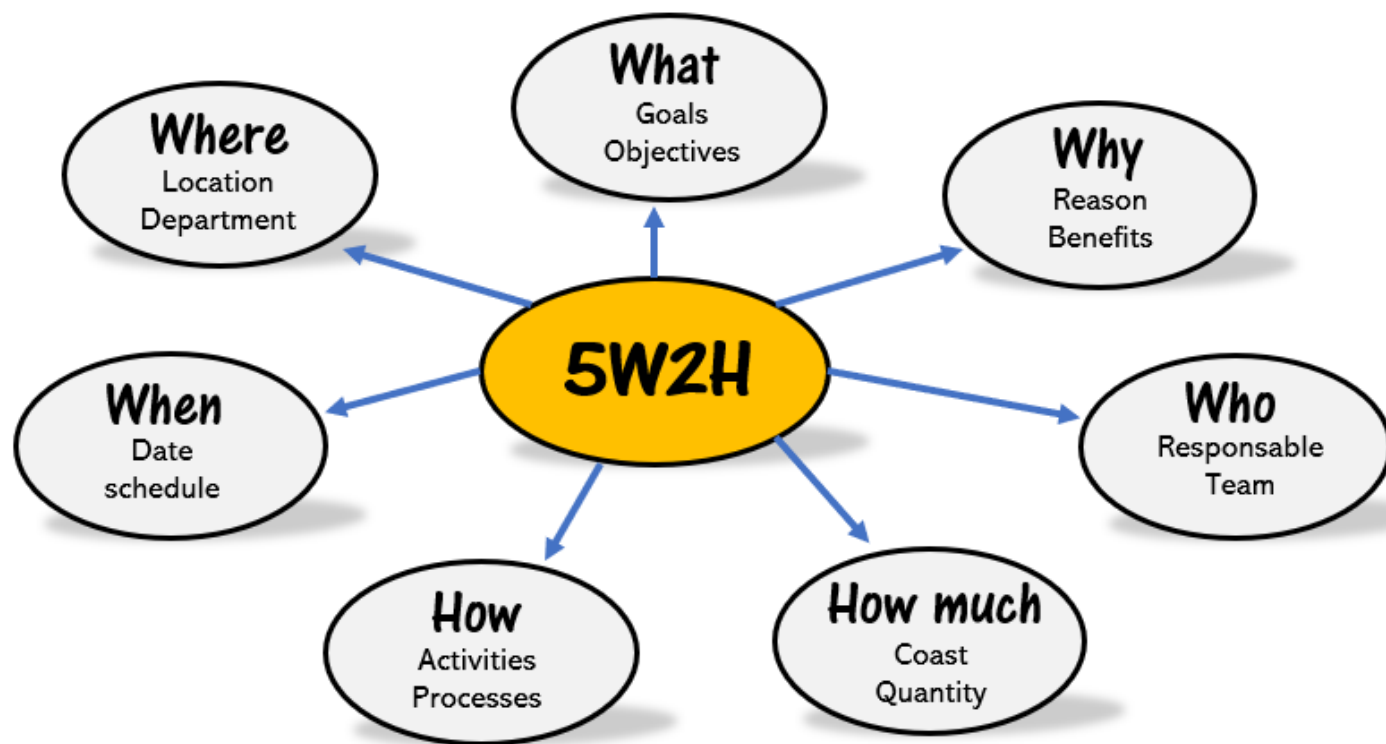 What
Goals
Objectives
Where
Location
Department
Why
Reason
Benefits
5W2H
When
Date
schedule
Who
Responsable
Team
How
Activities
Processes
How much
Coast
Quantity